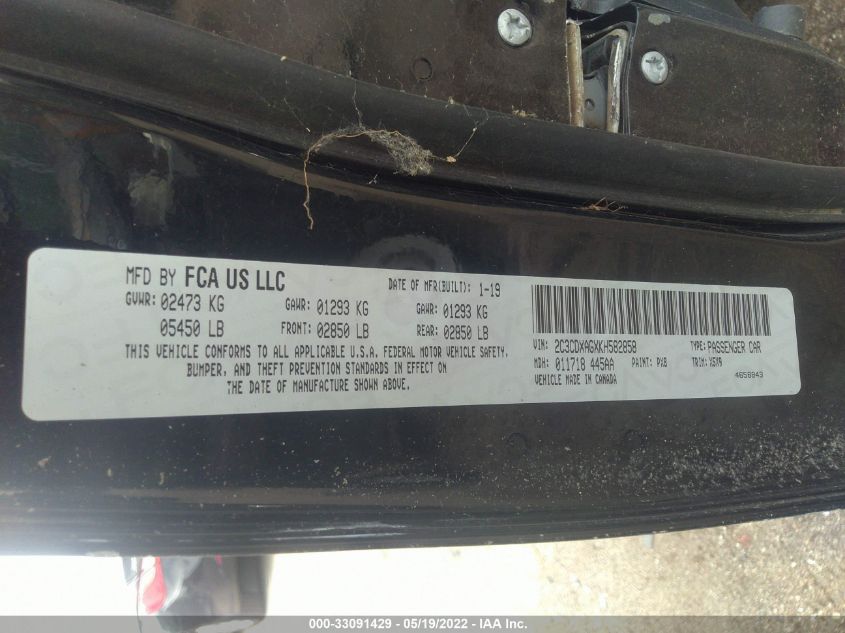 MFD BY FCA US LLC
DATE OF MFR(BUILT): 1-19
GVWR: 02473 KG
GAWR: 01293 KG
GAWR: 01293 KG
05450 LB
FRONT: 02850 LB
REAR: 02850 LB
THIS VEHICLE CONFORMS TO ALL APPLICABLE U.S.A. FEDERAL MOTOR VEHICLE SAFETY,
BUMPER, AND THEFT PREVENTION STANDARDS IN EFFECT ON
THE DATE OF MANUFACTURE SHOWN ABOVE.
VIN: 2C3CDXAGXKH582858
TYPE: PASSENGER CAR
MDH: 011718 445AA
PAINT: PX8
TRIM:
VEHICLE MADE IN CANADA
4658943
000-33091429 - 05/19/2022 - IAA Inc.